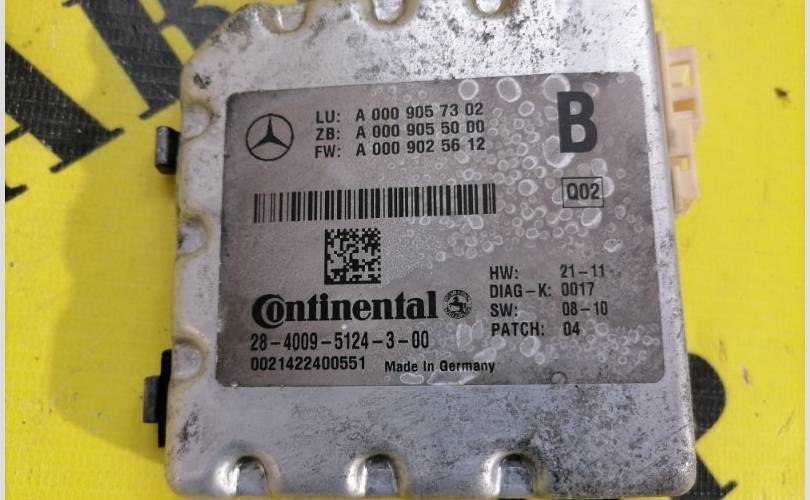 LU: A 000 905 73 02
ZB: A 000 905 50 00
FW: A 000 902 56 12
B
Q02
HW: 21-11
DIAG-K: 0017
SW: 08-10
PATCH: 04
Continental
28-4009-5124-3-00
0021422400551 Made in Germany